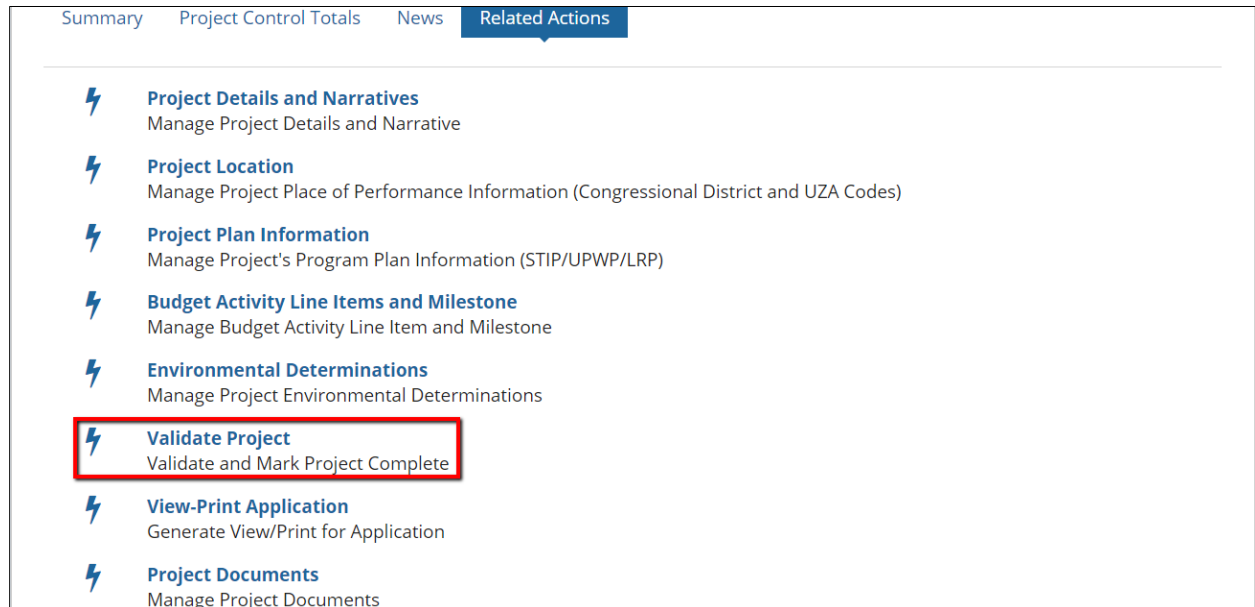 Summary Project Control Totals News Related Actions
Project Details and Narratives
Manage Project Details and Narrative
Project Location
Manage Project Place of Performance Information (Congressional District and UZA Codes)
Project Plan Information
Manage Project's Program Plan Information (STIP/UPWP/LRP)
Budget Activity Line Items and Milestone
Manage Budget Activity Line Item and Milestone
Environmental Determinations
Manage Project Environmental Determinations
Validate Project
Validate and Mark Project Complete
View-Print Application
Generate View/Print for Application
Project Documents
Manage Project Documents